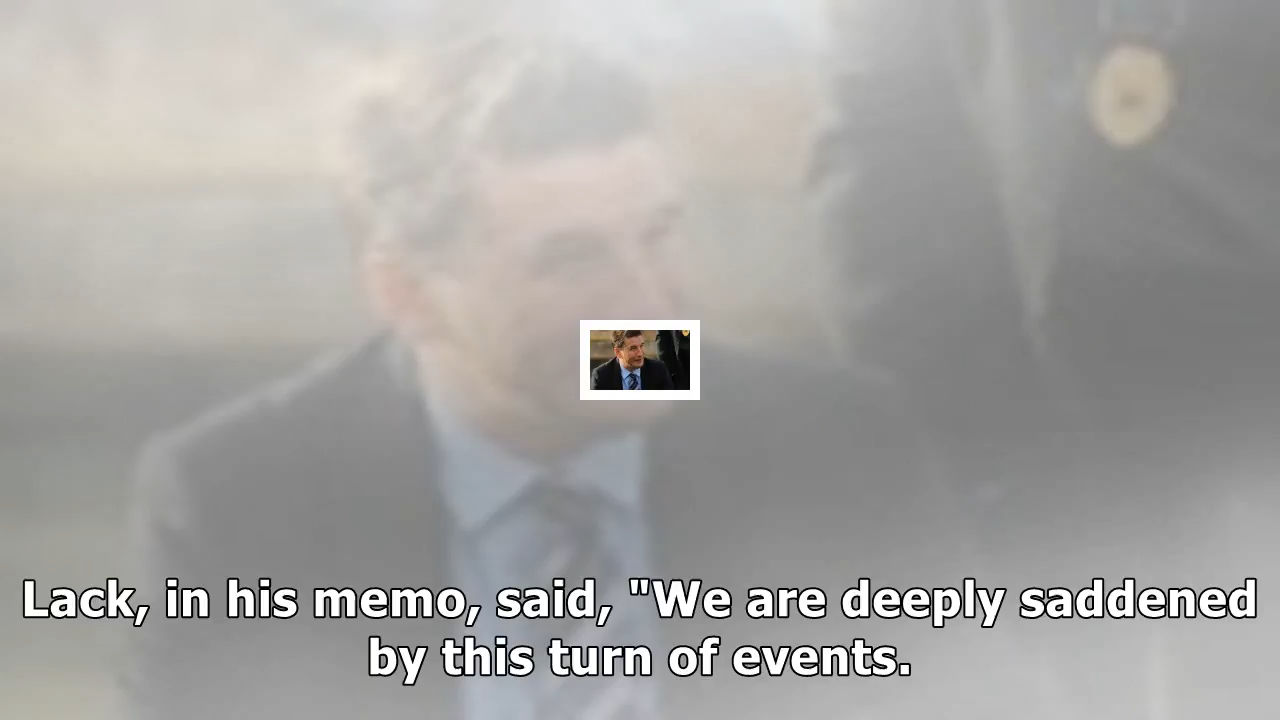 Lack, in his memo, said, "We are deeply saddened
by this turn of events.